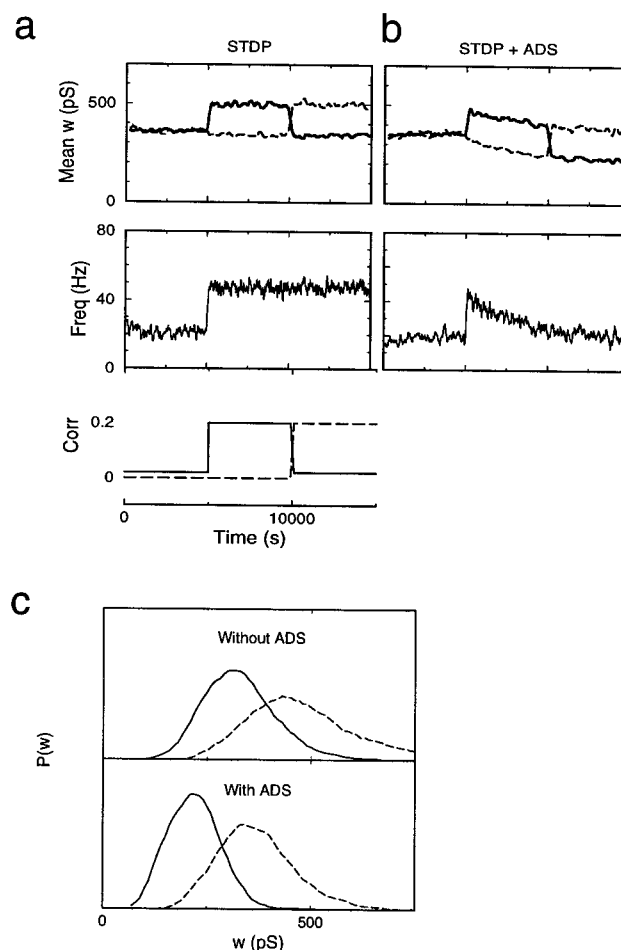 a
b
STDP
STDP + ADS
Mean w (pS)
500
0
Freq (Hz)
80
40
0
Corr
0.2
0
0
10000
Time (s)
c
Without ADS
P(w)
With ADS
0
500
w (pS)